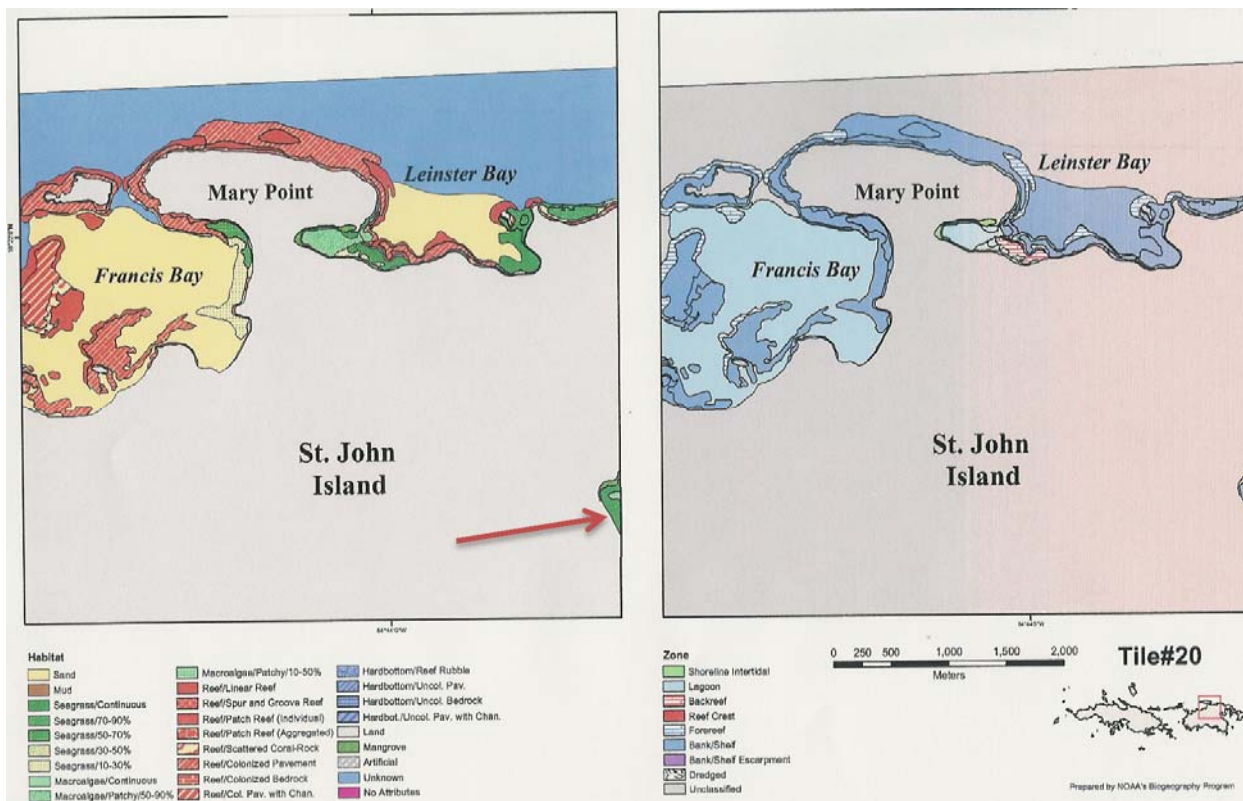 Leinster Bay
Mary Point
Francis Bay
St. John
Island
Leinster Bay
Mary Point
Francis Bay
St. John
Island
Habitat
Sand
Mud
Seagrass/Continuous
Seagrass/70-90%
Seagrass/50-70%
Seagrass/30-50%
Seagrass/10-30%
Macroalgae/Continuous
Macroalgae/Patchy/50-90%
Macroalgae/Patchy/10-50%
Reef/Linear Reef
Reef/Spur and Groove Reef
Reef/Patch Reef (Individual)
Reef/Patch Reef (Aggregated)
Reef/Scattered Coral-Rock
Reef/Colonized Pavement
Reef/Colonized Bedrock
Reef/Col. Pav. with Chan.
Hardbottom/Reef Rubble
Hardbottom/Uncol. Pav.
Hardbottom/Uncol. Bedrock
Hardbot./Uncol. Pav. with Chan.
Land
Mangrove
Artificial
Unknown
No Attributes
Zone
Shoreline Intertidal
Lagoon
Backreef
Reef Crest
Forereef
Bank/Shelf
Bank/Shelf Escarpment
Dredged
Unclassified
0 250 500 1,000 1,500 2,000
Meters
Tile#20
Prepared by NOAA's Biogeography Program